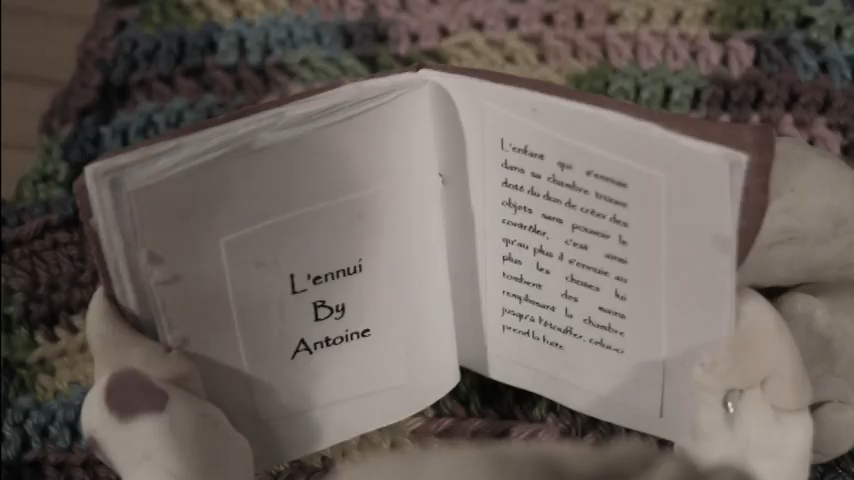 L'ennui
By
Antoine
L'enfant qui s'ennuie
dans sa chambre trouve
doté du don de créer des
objets sans pouvoir le
contrôler, c'est ainsi
qu'au plus il s'ennuie au
plus les choses lui
tombent des mains
remplissant la chambre
jusqu'à l'étouffer, celui-ci
prend la fuite